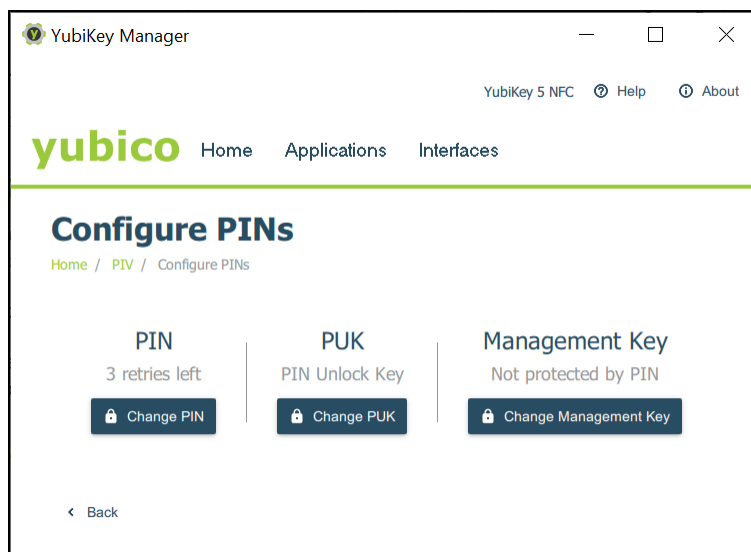 YubiKey Manager
YubiKey 5 NFC Help About
yubico Home Applications Interfaces
Configure PINs
Home / PIV / Configure PINs
PIN PUK Management Key
3 retries left PIN Unlock Key Not protected by PIN
Change PIN Change PUK Change Management Key
Back